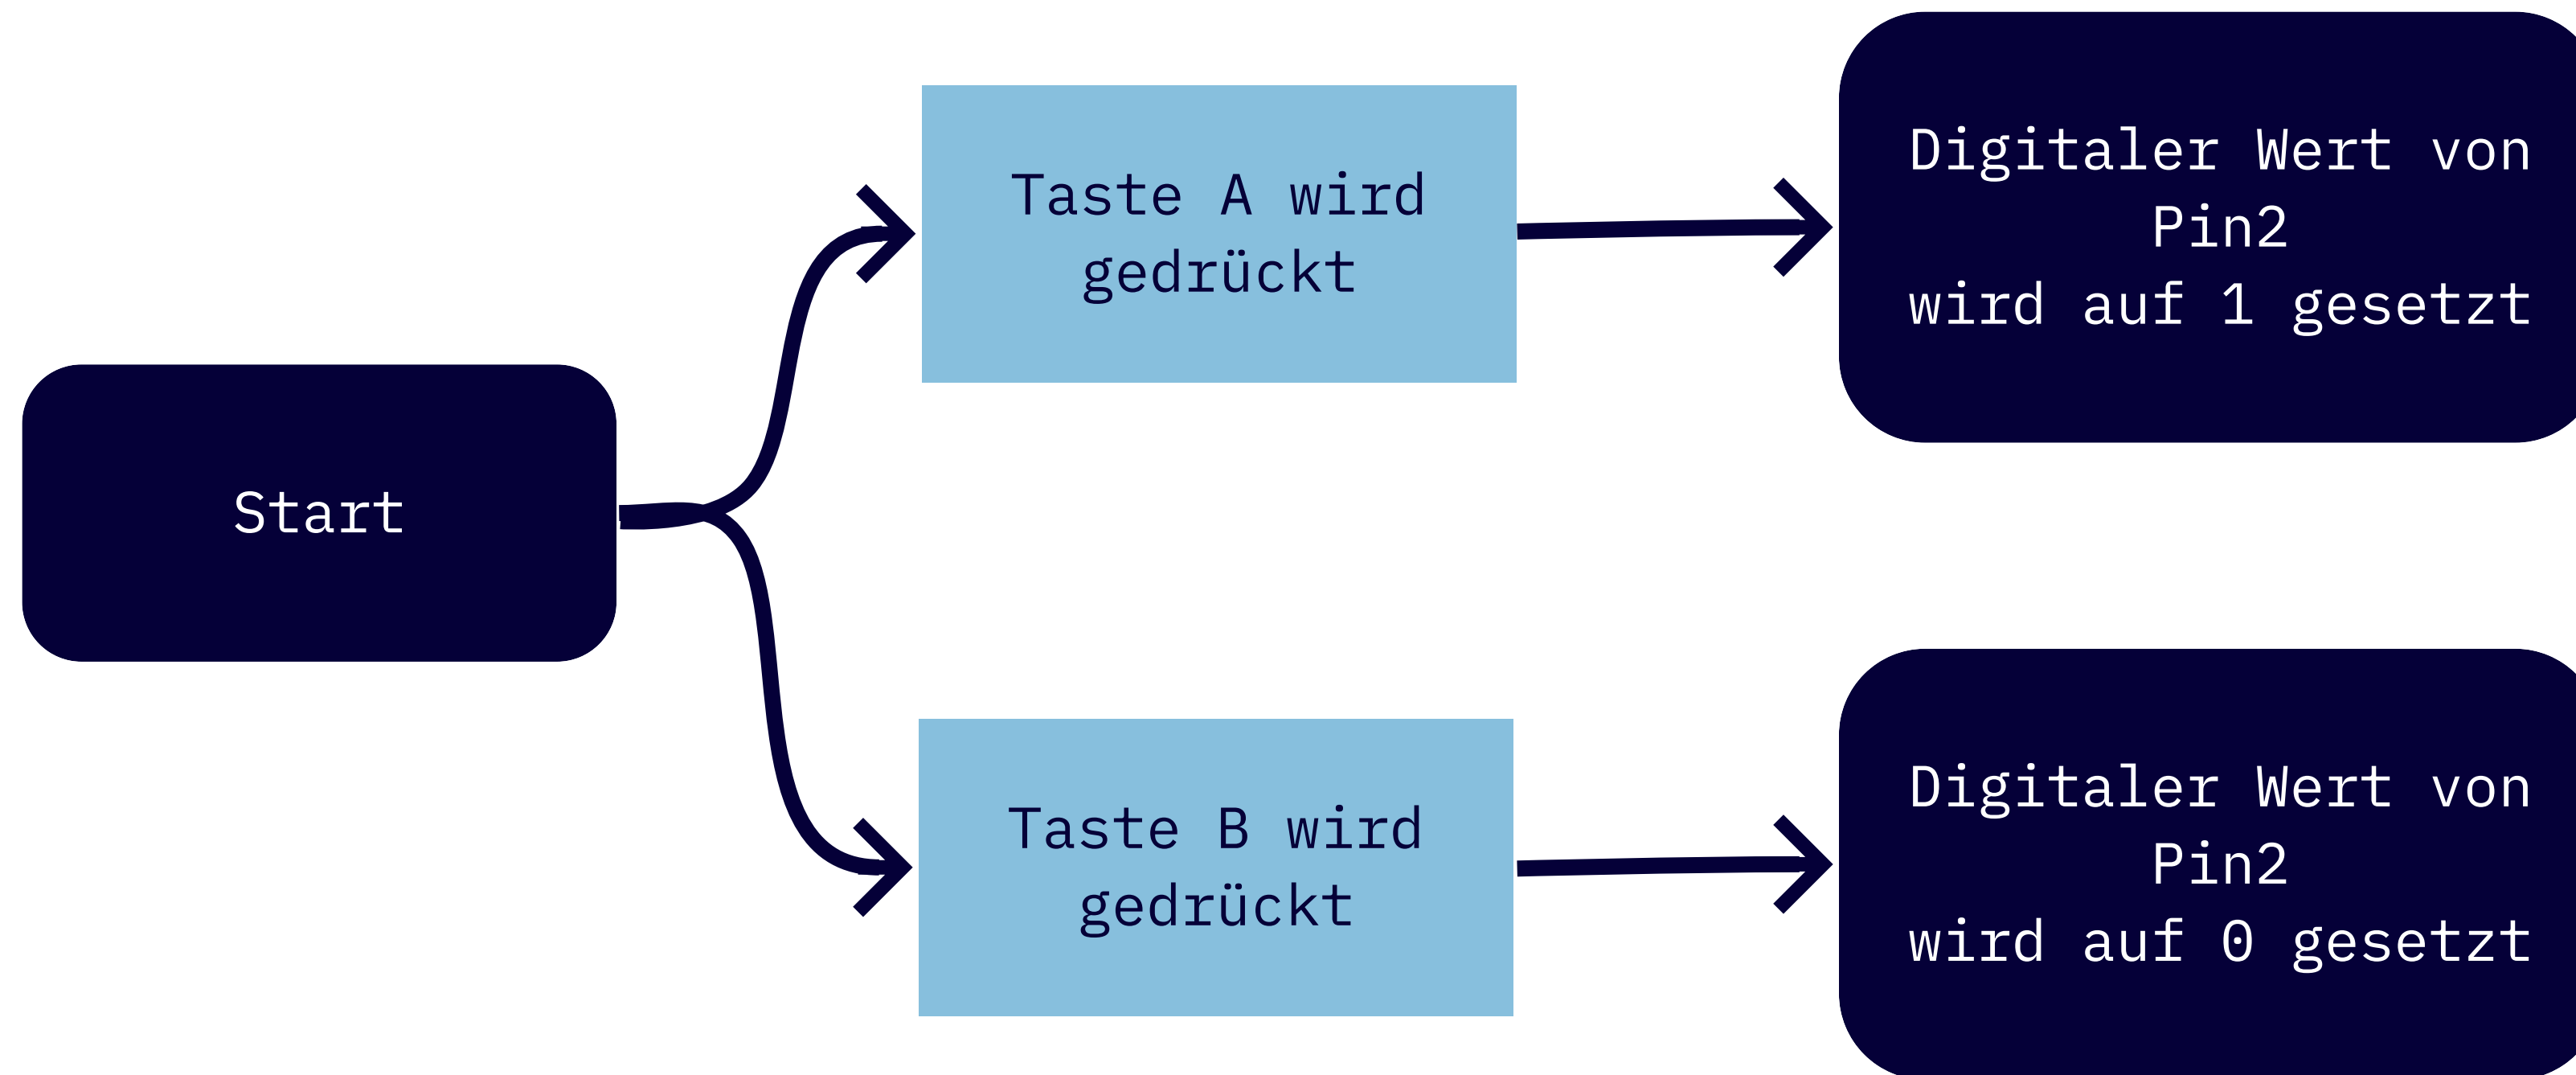 Start
Taste A wird
gedrückt
Digitaler Wert von
Pin2
wird auf 1 gesetzt
Taste B wird
gedrückt
Digitaler Wert von
Pin2
wird auf 0 gesetzt